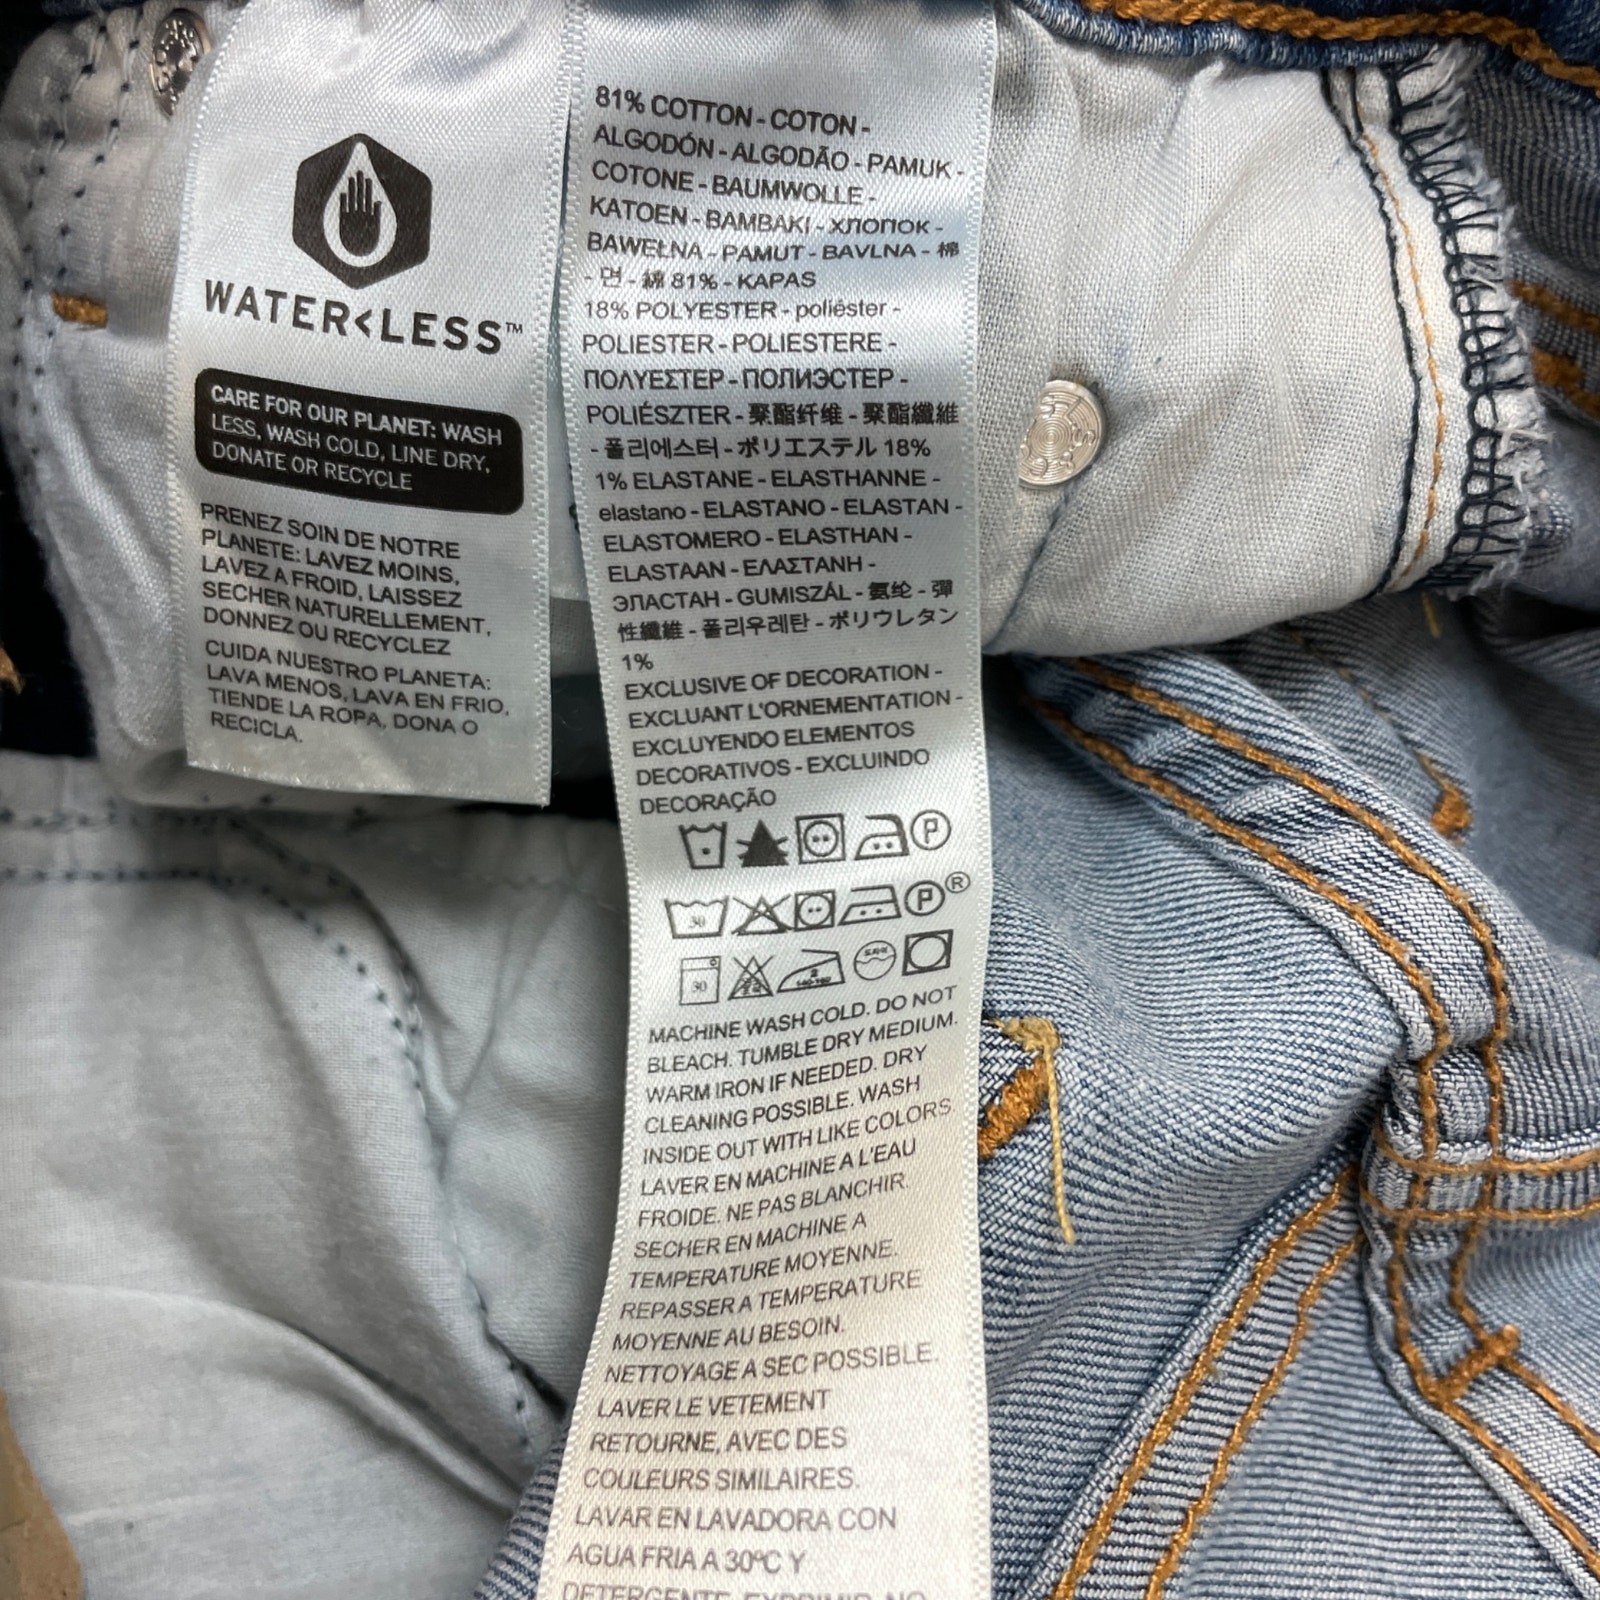 WATER<LESS™
CARE FOR OUR PLANET: WASH
LESS, WASH COLD, LINE DRY,
DONATE OR RECYCLE
PRENEZ SOIN DE NOTRE
PLANETE: LAVEZ MOINS,
LAVEZ A FROID, LAISSEZ
SECHER NATURELLEMENT,
DONNEZ OU RECYCLEZ
CUIDA NUESTRO PLANETA:
LAVA MENOS, LAVA EN FRIO,
TIENDE LA ROPA, DONA O
RECICLA.
81% COTTON - COTON -
ALGODÓN - ALGODÃO - PAMUK -
COTONE - BAUMWOLLE -
KATOEN - BAMBAKI - ХЛОПОК -
BAWEŁNA - PAMUT - BAVLNA - 棉
- 면 - 綿 81% - KAPAS
18% POLYESTER - poliéster -
POLIESTER - POLIESTERE -
ΠΟΛΥΕΣΤΕΡ - ПОЛИЭСТЕР -
POLIÉSZTER - 聚酯纤维 - 聚酯纖維
- 폴리에스터 - ポリエステル 18%
1% ELASTANE - ELASTHANNE -
elastano - ELASTANO - ELASTAN -
ELASTOMERO - ELASTHAN -
ELASTAAN - ΕΛΑΣΤΑΝΗ -
ЭЛАСТАН - GUMISZÁL - 氨纶 - 彈
性纖維 - 폴리우레탄 - ポリウレタン
1%
EXCLUSIVE OF DECORATION -
EXCLUANT L'ORNEMENTATION -
EXCLUYENDO ELEMENTOS
DECORATIVOS - EXCLUINDO
DECORAÇÃO
P
30 P ®
30 2
MACHINE WASH COLD. DO NOT
BLEACH. TUMBLE DRY MEDIUM.
WARM IRON IF NEEDED. DRY
CLEANING POSSIBLE. WASH
INSIDE OUT WITH LIKE COLORS.
LAVER EN MACHINE A L'EAU
FROIDE. NE PAS BLANCHIR.
SECHER EN MACHINE A
TEMPERATURE MOYENNE.
REPASSER A TEMPERATURE
MOYENNE AU BESOIN.
NETTOYAGE A SEC POSSIBLE.
LAVER LE VETEMENT
RETOURNE, AVEC DES
COULEURS SIMILAIRES.
LAVAR EN LAVADORA CON
AGUA FRIA A 30ºC Y
DETERGENTE. EXPRIMIR. NO